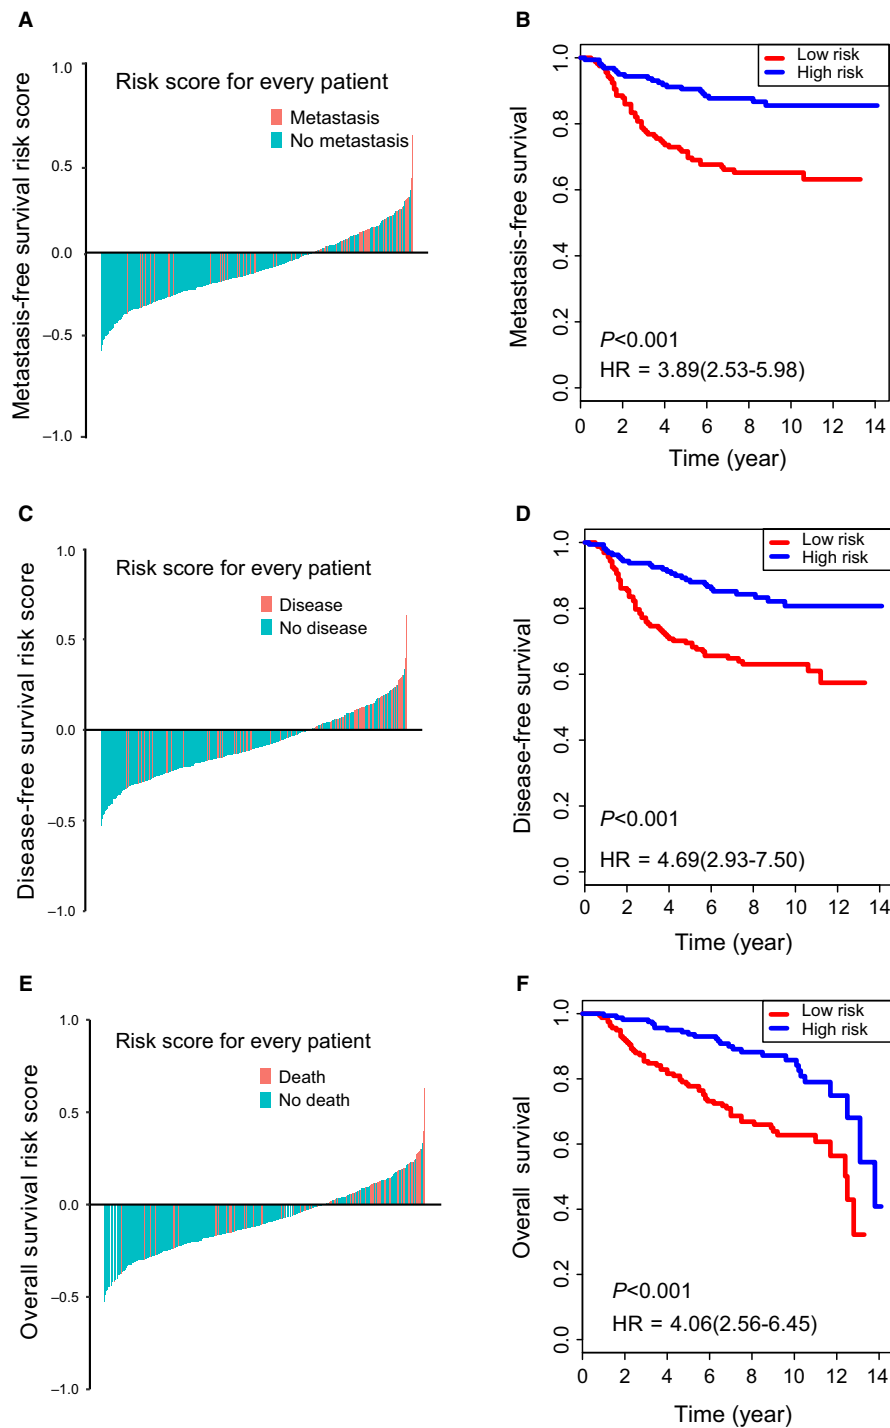 A
Metastasis-free survival risk score
1.0
0.5
0.0
−0.5
−1.0
Risk score for every patient
Metastasis
No metastasis
B
Metastasis-free survival
1.0
0.8
0.6
0.4
0.2
0.0
Low risk
High risk
P<0.001
HR = 3.89(2.53-5.98)
0 2 4 6 8 10 12 14
Time (year)
C
Disease-free survival risk score
1.0
0.5
0.0
−0.5
−1.0
Risk score for every patient
Disease
No disease
D
Disease-free survival
1.0
0.8
0.6
0.4
0.2
0.0
Low risk
High risk
P<0.001
HR = 4.69(2.93-7.50)
0 2 4 6 8 10 12 14
Time (year)
E
Overall survival risk score
1.0
0.5
0.0
−0.5
−1.0
Risk score for every patient
Death
No death
F
Overall survival
1.0
0.8
0.6
0.4
0.2
0.0
Low risk
High risk
P<0.001
HR = 4.06(2.56-6.45)
0 2 4 6 8 10 12 14
Time (year)